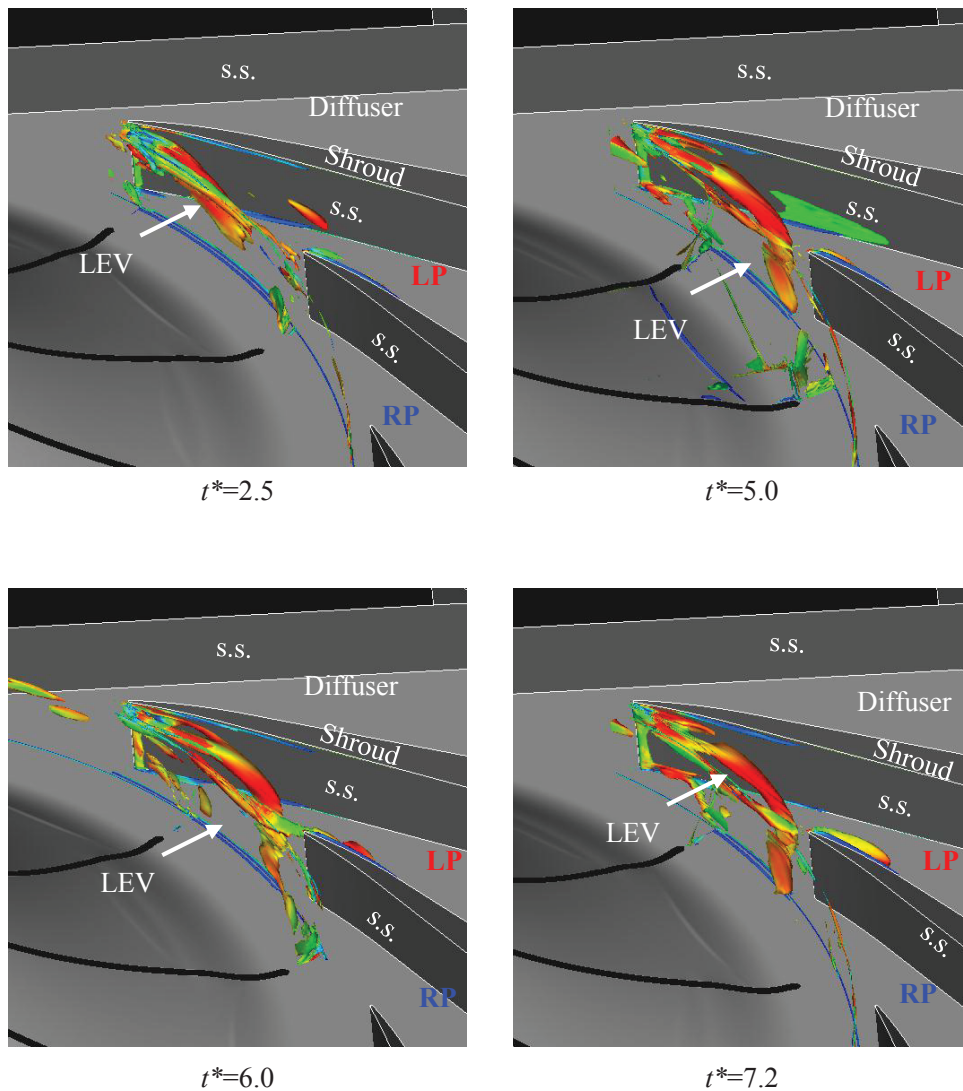 s.s.
Diffuser
Shroud
s.s.
LEV
LP
s.s.
RP
t*=2.5
s.s.
Diffuser
Shroud
s.s.
LEV
LP
s.s.
RP
t*=5.0
s.s.
Diffuser
Shroud
s.s.
LEV
LP
s.s.
RP
t*=6.0
s.s.
Diffuser
Shroud
s.s.
LEV
LP
s.s.
RP
t*=7.2